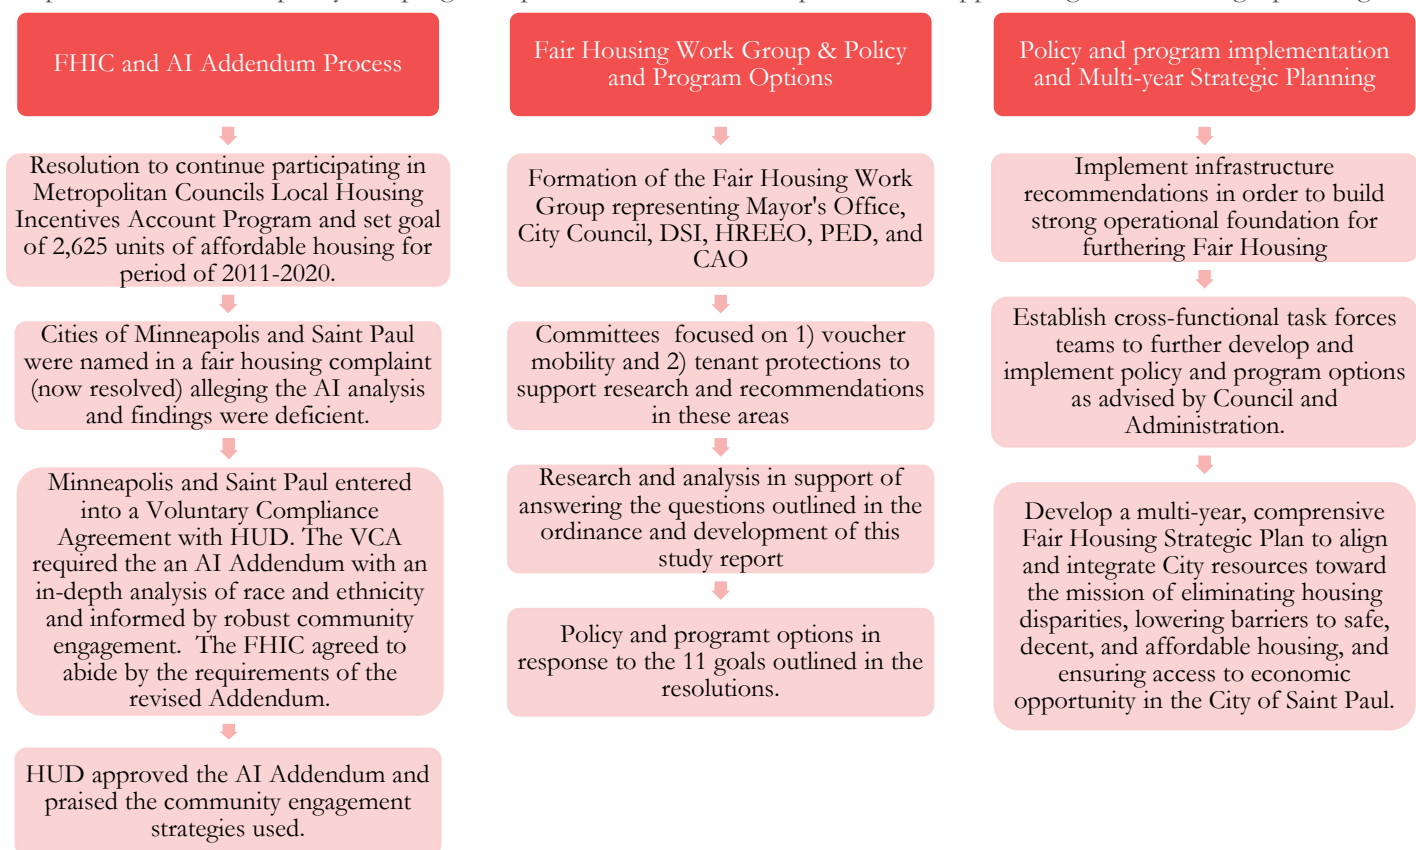 FHIC and AI Addendum Process
Resolution to continue participating in
Metropolitan Councils Local Housing
Incentives Account Program and set goal
of 2,625 units of affordable housing for
period of 2011-2020.
Cities of Minneapolis and Saint Paul
were named in a fair housing complaint
(now resolved) alleging the AI analysis
and findings were deficient.
Minneapolis and Saint Paul entered
into a Voluntary Compliance
Agreement with HUD. The VCA
required the an AI Addendum with an
in-depth analysis of race and ethnicity
and informed by robust community
engagement. The FHIC agreed to
abide by the requirements of the
revised Addendum.
HUD approved the AI Addendum and
praised the community engagement
strategies used.
Fair Housing Work Group & Policy
and Program Options
Formation of the Fair Housing Work
Group representing Mayor's Office,
City Council, DSI, HREEO, PED, and
CAO
Committees focused on 1) voucher
mobility and 2) tenant protections to
support research and recommendations
in these areas
Research and analysis in support of
answering the questions outlined in the
ordinance and development of this
study report
Policy and programt options in
response to the 11 goals outlined in the
resolutions.
Policy and program implementation
and Multi-year Strategic Planning
Implement infrastructure
recommendations in order to build
strong operational foundation for
furthering Fair Housing
Establish cross-functional task forces
teams to further develop and
implement policy and program options
as advised by Council and
Administration.
Develop a multi-year, comprensive
Fair Housing Strategic Plan to align
and integrate City resources toward
the mission of eliminating housing
disparities, lowering barriers to safe,
decent, and affordable housing, and
ensuring access to economic
opportunity in the City of Saint Paul.